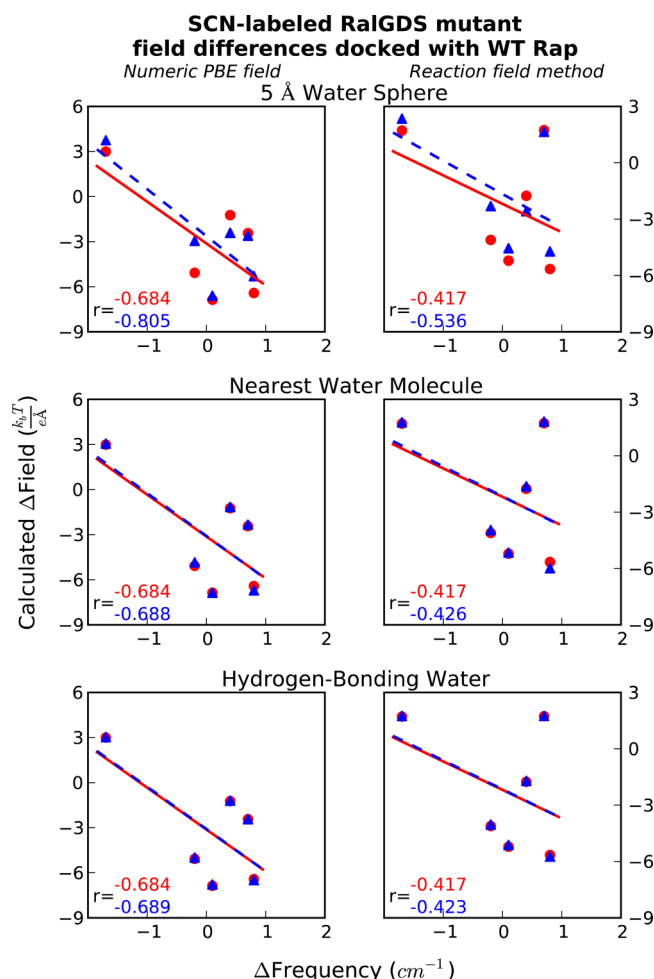 SCN-labeled RalGDS mutant
field differences docked with WT Rap
Numeric PBE field Reaction field method
5 Å Water Sphere
6
3
0
−3
−6
−9
−1 0 1 2
r= -0.684
-0.805
3
0
−3
−6
−9
−1 0 1 2
r= -0.417
-0.536
Nearest Water Molecule
6
3
0
−3
−6
−9
−1 0 1 2
r= -0.684
-0.688
3
0
−3
−6
−9
−1 0 1 2
r= -0.417
-0.426
Hydrogen-Bonding Water
6
3
0
−3
−6
−9
−1 0 1 2
r= -0.684
-0.689
3
0
−3
−6
−9
−1 0 1 2
r= -0.417
-0.423
Calculated ΔField (k_bT/eÅ)
ΔFrequency (cm⁻¹)